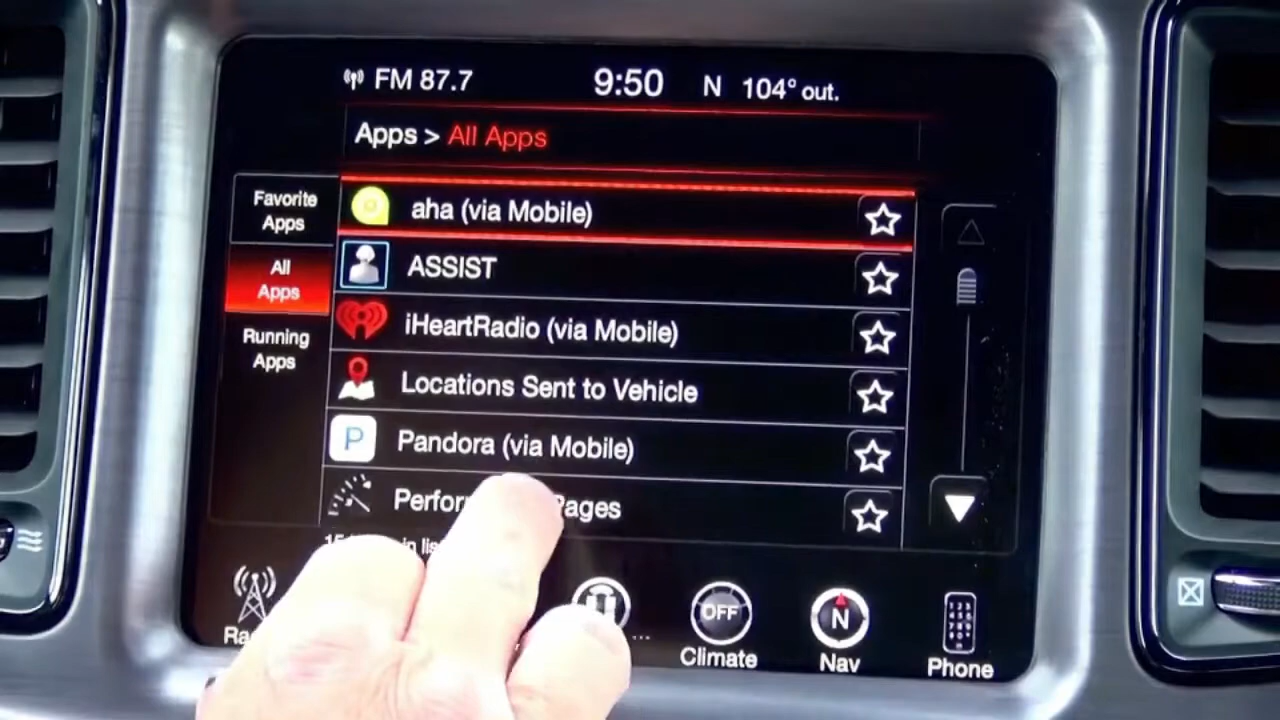 FM 87.7 9:50 N 104° out.
Apps > All Apps
Favorite
Apps
All
Apps
Running
Apps
aha (via Mobile)
ASSIST
iHeartRadio (via Mobile)
Locations Sent to Vehicle
P Pandora (via Mobile)
OFF
Climate
N
Nav
Phone